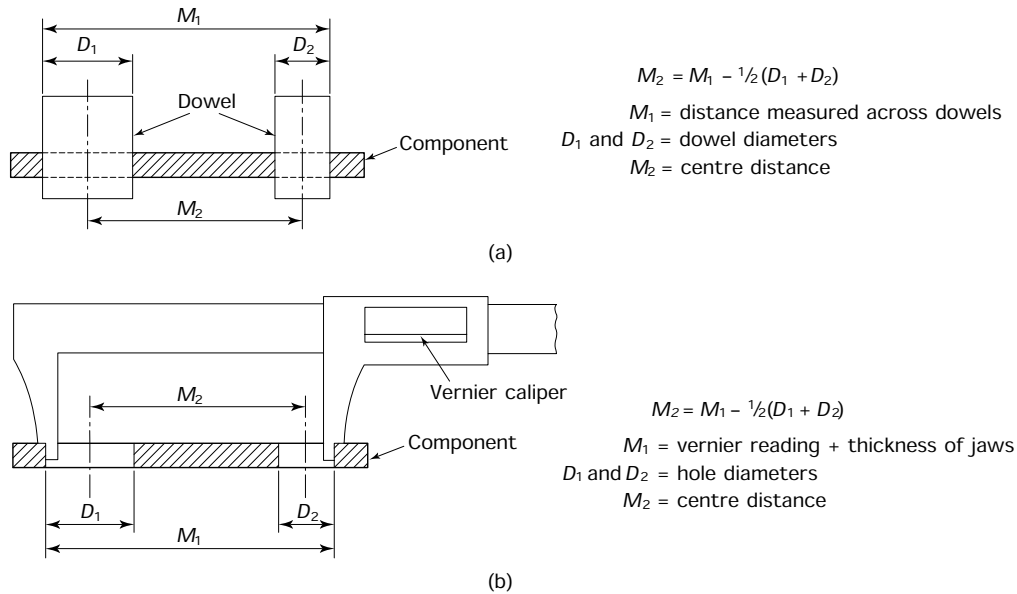 M₁
D₁ D₂
M₂ = M₁ – ½(D₁ + D₂)
Dowel
M₁ = distance measured across dowels
Component
D₁ and D₂ = dowel diameters
M₂ = centre distance
M₂
(a)
Vernier caliper
M₂
M₂ = M₁ – ½(D₁ + D₂)
Component
M₁ = vernier reading + thickness of jaws
D₁ and D₂ = hole diameters
M₂ = centre distance
D₁ D₂
M₁
(b)